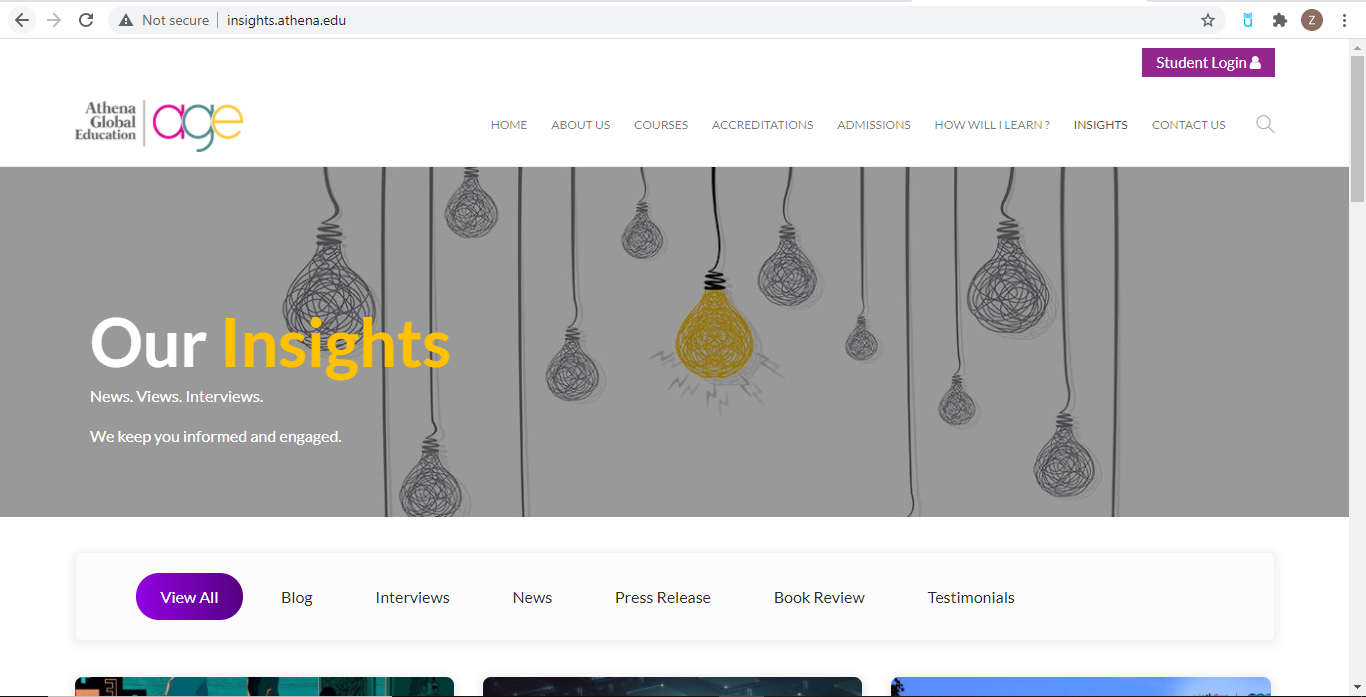 Not secure insights.athena.edu
Z
Student Login
Athena
Global
Education
age
HOME ABOUT US COURSES ACCREDITATIONS ADMISSIONS HOW WILL I LEARN ? INSIGHTS CONTACT US
Our Insights
News. Views. Interviews.
We keep you informed and engaged.
View All Blog Interviews News Press Release Book Review Testimonials